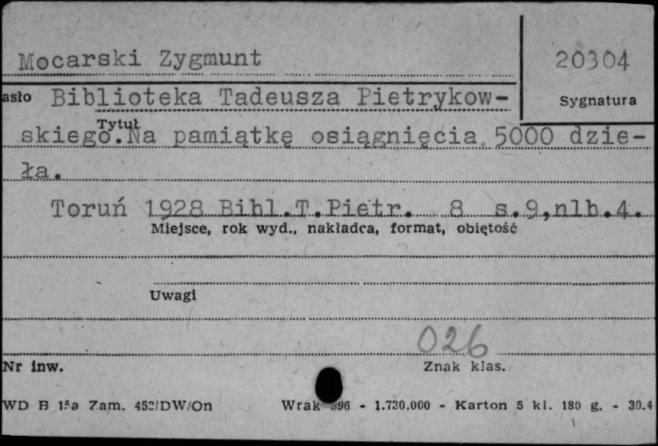 Mocarski Zygmunt
20304
asło Biblioteka Tadeusza Pietrykow-
Sygnatura
Tytuł
skiego.Na pamiątkę osiągnięcia 5000 dzie-
ła.
Toruń 1928 Bibl.T.Pietr. 8 s.9,nlb.4.
Miejsce, rok wyd., nakładca, format, objętość
Uwagi
026
Nr inw.
Znak klas.
WD B 15a Zam. 452/DW/On Wrak 396 - 1.730.000 - Karton 5 kl. 180 g. - 30.4